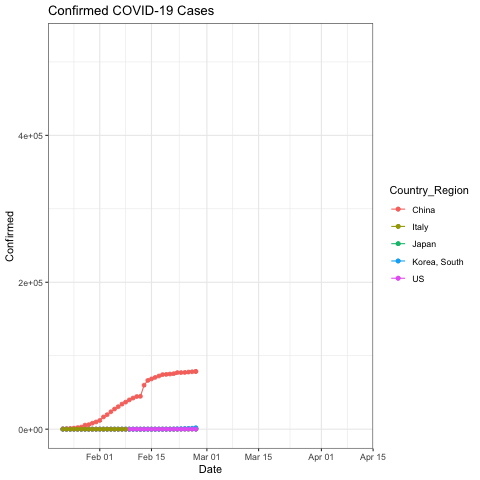 Confirmed COVID-19 Cases
4e+05
2e+05
0e+00
Confirmed
Feb 01
Feb 15
Mar 01
Mar 15
Apr 01
Apr 15
Date
Country_Region
China
Italy
Japan
Korea, South
US